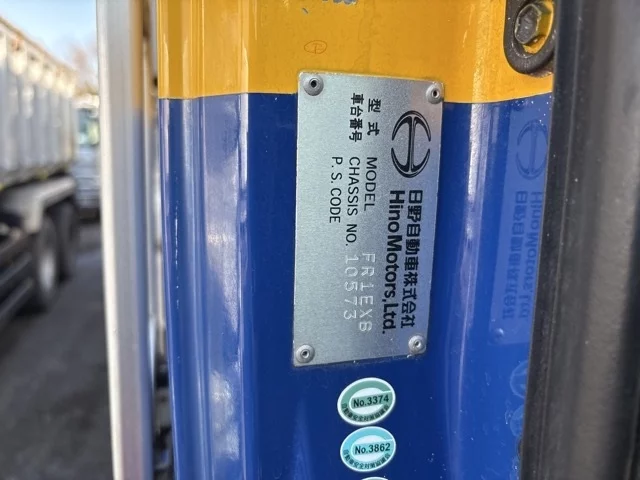 日野自動車株式会社
HinoMotors,Ltd.
型式 MODEL FR1EXB
車台番号 CHASSIS NO. 10573
P.S.CODE
No.3374
No.3862